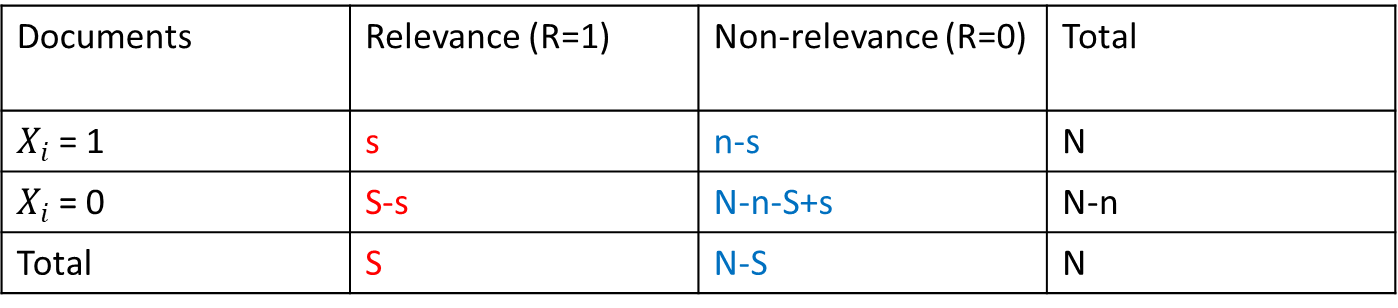 Documents Relevance (R=1) Non-relevance (R=0) Total
Xᵢ = 1 s n-s N
Xᵢ = 0 S-s N-n-S+s N-n
Total S N-S N